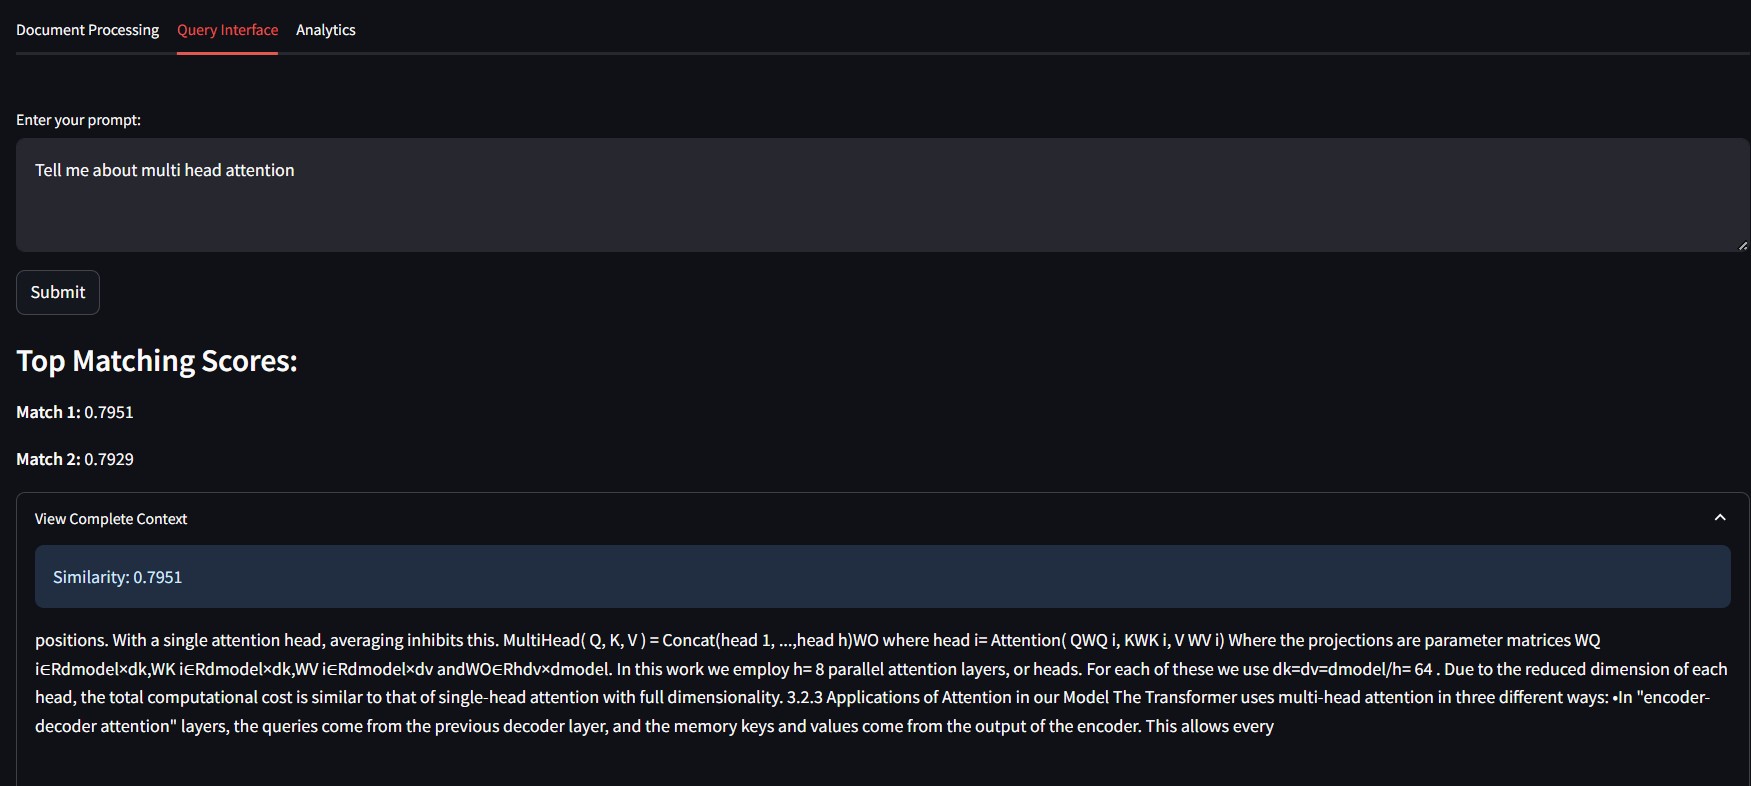 Document Processing Query Interface Analytics
Enter your prompt:
Tell me about multi head attention
Submit
Top Matching Scores:
Match 1: 0.7951
Match 2: 0.7929
View Complete Context
Similarity: 0.7951
positions. With a single attention head, averaging inhibits this. MultiHead( Q, K, V ) = Concat(head 1, ...,head h)WO where head i= Attention( QWQ i, KWK i, V WV i) Where the projections are parameter matrices WQ
i∈Rdmodel×dk,WK i∈Rdmodel×dk,WV i∈Rdmodel×dv andWO∈Rhdv×dmodel. In this work we employ h= 8 parallel attention layers, or heads. For each of these we use dk=dv=dmodel/h= 64 . Due to the reduced dimension of each
head, the total computational cost is similar to that of single-head attention with full dimensionality. 3.2.3 Applications of Attention in our Model The Transformer uses multi-head attention in three different ways: •In "encoder-
decoder attention" layers, the queries come from the previous decoder layer, and the memory keys and values come from the output of the encoder. This allows every